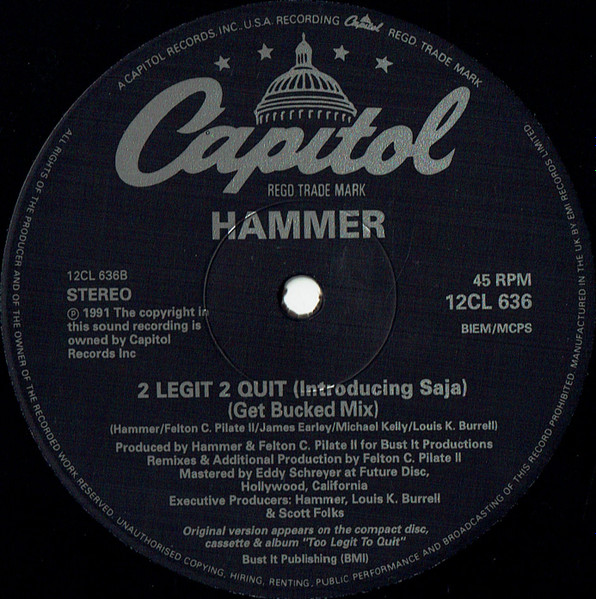 A CAPITOL RECORDS, INC., U.S.A. RECORDING Capitol REGD. TRADE MARK
Capitol
REGD TRADE MARK
HAMMER
12CL 636B
STEREO
℗ 1991 The copyright in
this sound recording is
owned by Capitol
Records Inc
45 RPM
12CL 636
BIEM/MCPS
2 LEGIT 2 QUIT (Introducing Saja)
(Get Bucked Mix)
(Hammer/Felton C. Pilate II/James Earley/Michael Kelly/Louis K. Burrell)
Produced by Hammer & Felton C. Pilate II for Bust It Productions
Remixes & Additional Production by Felton C. Pilate II
Mastered by Eddy Schreyer at Future Disc,
Hollywood, California
Executive Producers: Hammer, Louis K. Burrell
& Scott Folks
Original version appears on the compact disc,
cassette & album "Too Legit To Quit"
Bust It Publishing (BMI)
ALL RIGHTS OF THE PRODUCER AND OF THE OWNER OF THE RECORDED WORK RESERVED. UNAUTHORISED COPYING, HIRING, RENTING, PUBLIC PERFORMANCE AND BROADCASTING OF THIS RECORD PROHIBITED. MANUFACTURED IN THE UK BY EMI RECORDS LIMITED